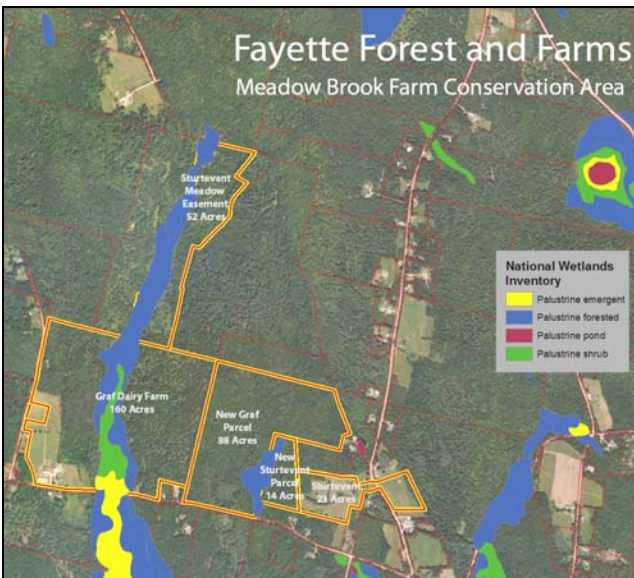 Fayette Forest and Farms
Meadow Brook Farm Conservation Area
Sturtevant
Meadow
Easement
52 Acres
National Wetlands
Inventory
Palustrine emergent
Palustrine forested
Palustrine pond
Palustrine shrub
Graf Dairy Farm
160 Acres
New Graf
Parcel
88 Acres
New
Sturtevant
Parcel
14 Acres
Sturtevant
23 Acres